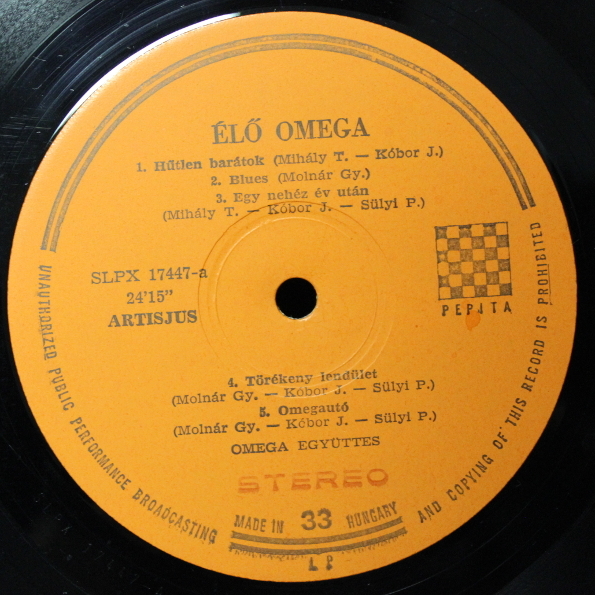 ÉLŐ OMEGA
1. Hűtlen barátok (Mihály T. — Kóbor J.)
2. Blues (Molnár Gy.)
3. Egy nehéz év után
(Mihály T. — Kóbor J. — Sülyi P.)
SLPX 17447-a
24'15"
ARTISJUS
PEPITA
4. Törékeny lendület
(Molnár Gy. — Kóbor J. — Sülyi P.)
5. Omegautó
(Molnár Gy. — Kóbor J. — Sülyi P.)
OMEGA EGYÜTTES
STEREO
MADE IN 33 HUNGARY
LP
UNAUTHORIZED PUBLIC PERFORMANCE BROADCASTING AND COPYING OF THIS RECORD IS PROHIBITED